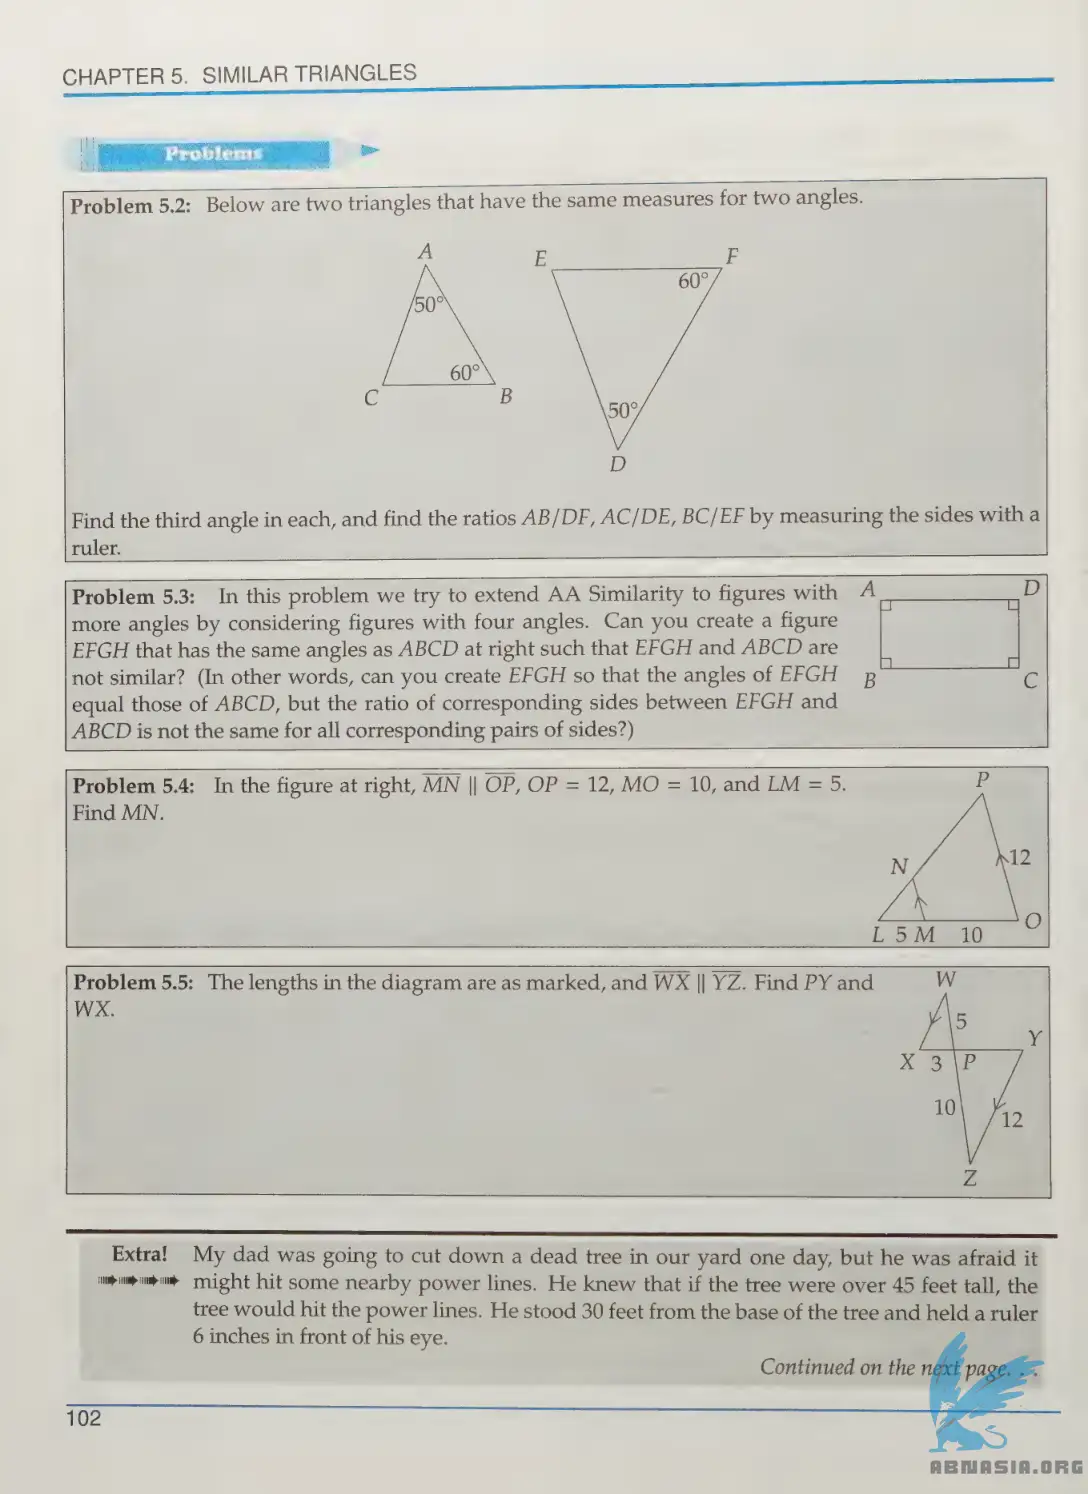 CHAPTER 5. SIMILAR TRIANGLES
Problems
Problem 5.2: Below are two triangles that have the same measures for two angles.
A
E
F
60°
50°
60°
C
B
50°
D
Find the third angle in each, and find the ratios AB/DF, AC/DE, BC/EF by measuring the sides with a
ruler.
Problem 5.3: In this problem we try to extend AA Similarity to figures with
more angles by considering figures with four angles. Can you create a figure
EFGH that has the same angles as ABCD at right such that EFGH and ABCD are
not similar? (In other words, can you create EFGH so that the angles of EFGH
equal those of ABCD, but the ratio of corresponding sides between EFGH and
ABCD is not the same for all corresponding pairs of sides?)
A
D
B
C
Problem 5.4: In the figure at right, MN || OP, OP = 12, MO = 10, and LM = 5.
Find MN.
P
N
12
O
L 5 M 10
Problem 5.5: The lengths in the diagram are as marked, and WX || YZ. Find PY and
WX.
W
5
Y
X 3 P
10
12
Z
Extra! My dad was going to cut down a dead tree in our yard one day, but he was afraid it
might hit some nearby power lines. He knew that if the tree were over 45 feet tall, the
tree would hit the power lines. He stood 30 feet from the base of the tree and held a ruler
6 inches in front of his eye.
Continued on the next page. . .
102
ABNASIA.ORG